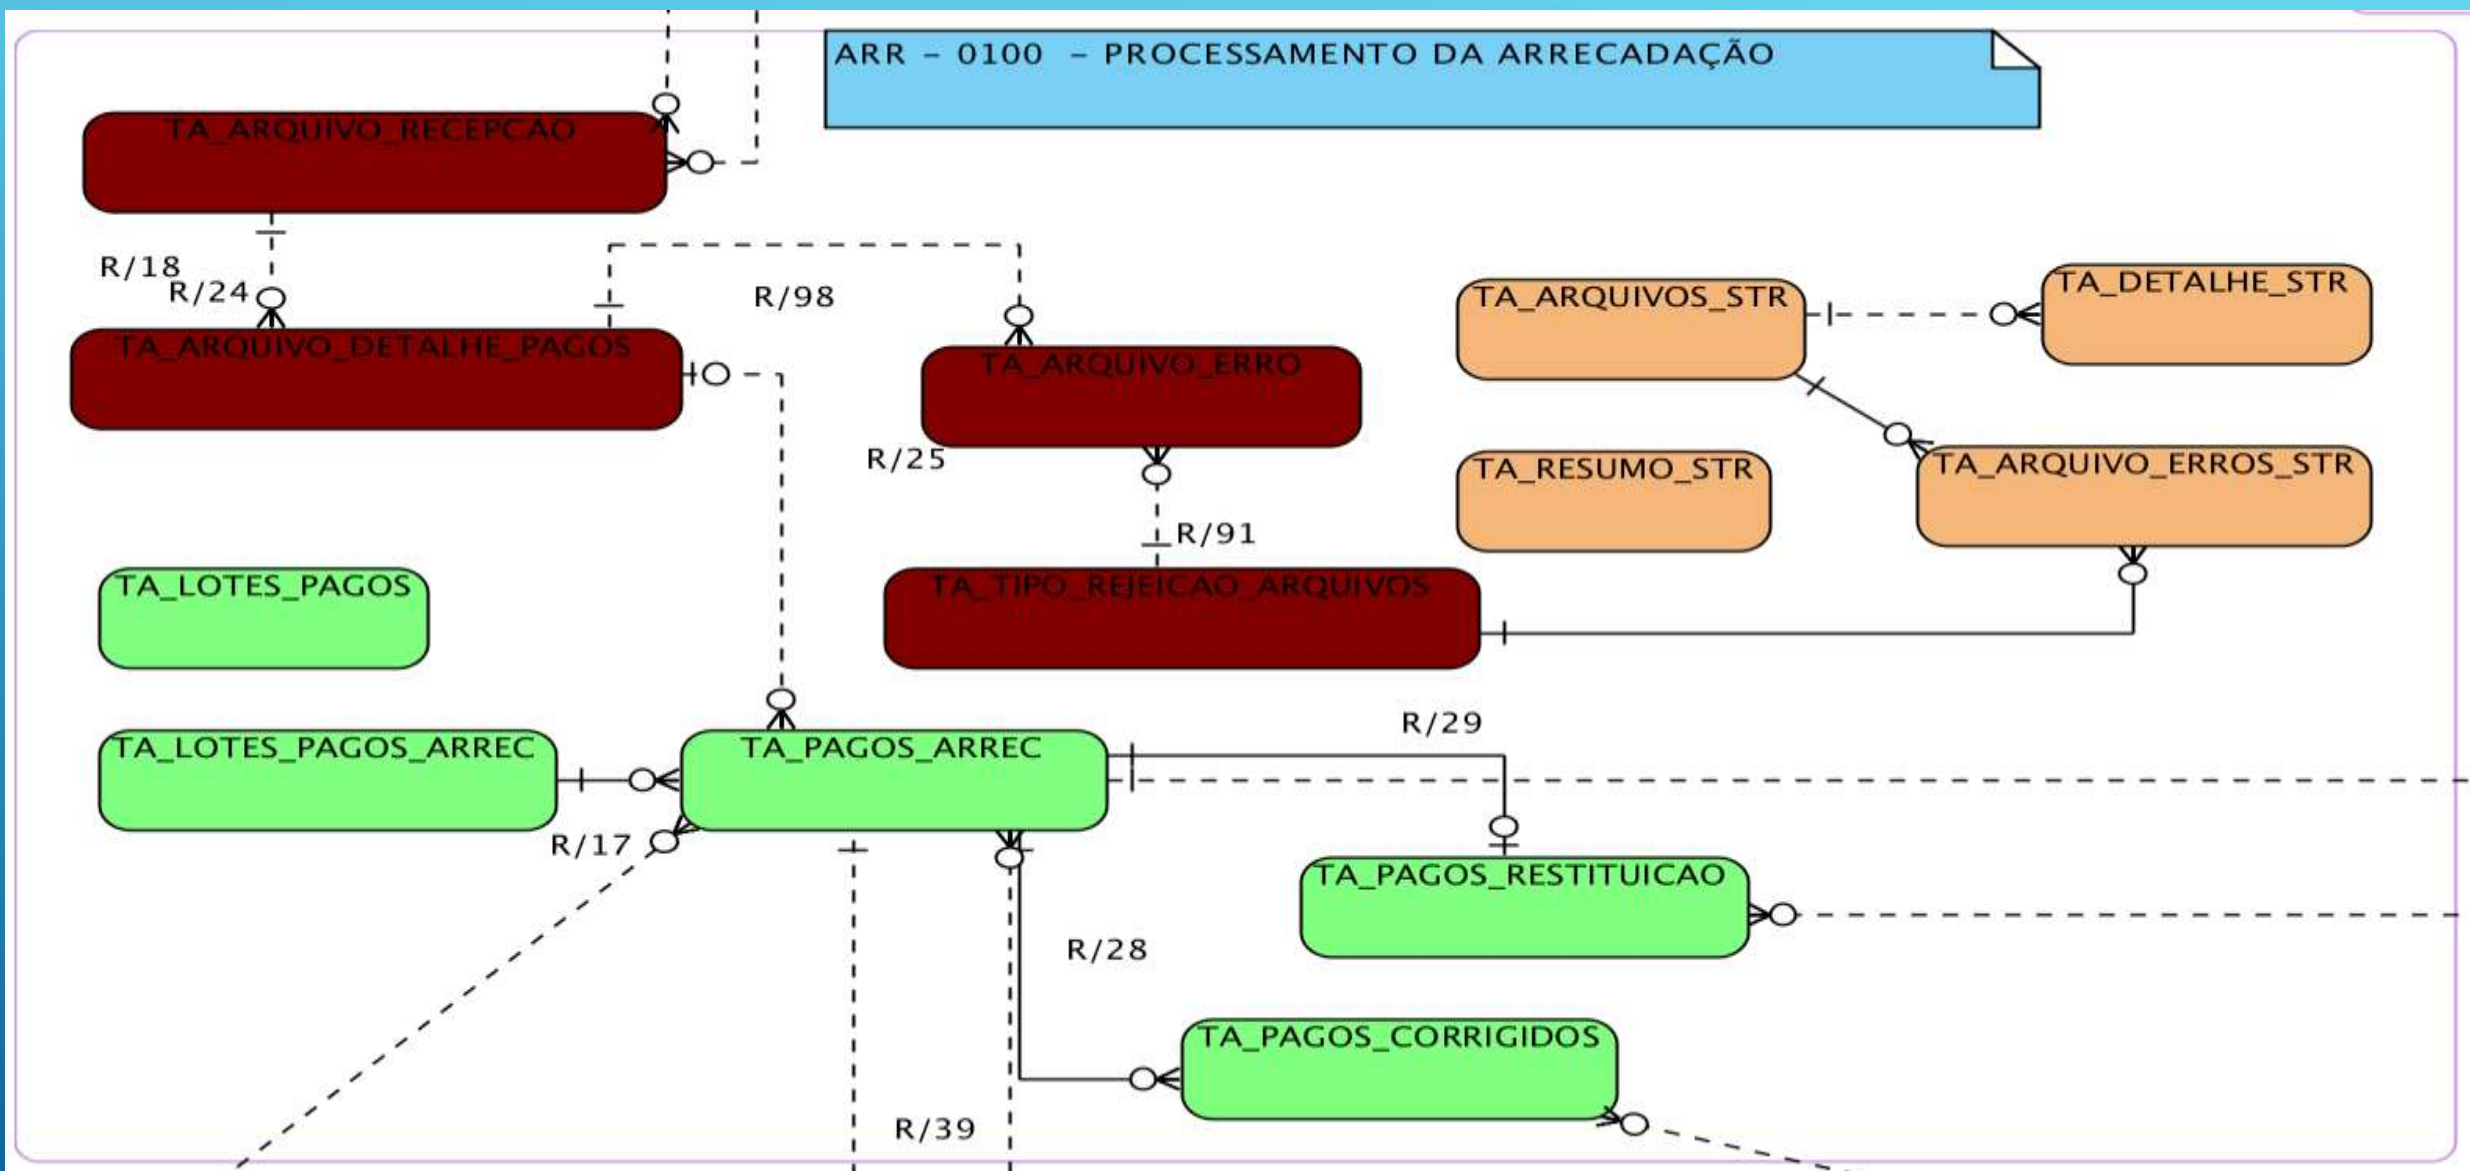 ARR - 0100 - PROCESSAMENTO DA ARRECADAÇÃO
TA_ARQUIVO_RECEPCAO
R/18
R/24
R/98
TA_ARQUIVOS_STR
TA_DETALHE_STR
TA_ARQUIVO_DETALHE_PAGOS
TA_ARQUIVO_ERRO
R/25
TA_RESUMO_STR
TA_ARQUIVO_ERROS_STR
R/91
TA_LOTES_PAGOS
TA_TIPO_REJEICAO_ARQUIVOS
R/29
TA_LOTES_PAGOS_ARREC
TA_PAGOS_ARREC
R/17
TA_PAGOS_RESTITUICAO
R/28
TA_PAGOS_CORRIGIDOS
R/39